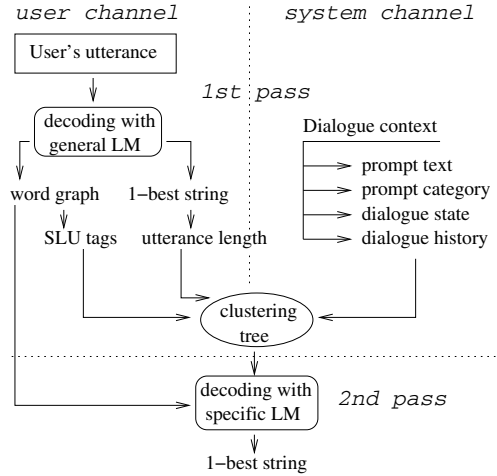 user channel
system channel
User's utterance
1st pass
decoding with
general LM
Dialogue context
prompt text
prompt category
dialogue state
dialogue history
word graph
1-best string
SLU tags
utterance length
clustering
tree
decoding with
specific LM
2nd pass
1-best string